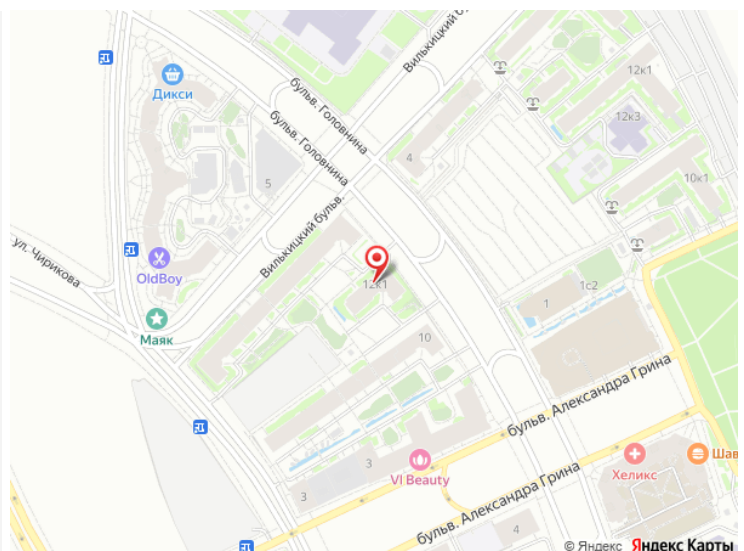 Дикси
бульв. Головнина
Вилькицкий бу
12к1
12к3
бульв. Головнина
4
5
10к1
Вилькицкий бульв.
ул. Чирикова
OldBoy
12к1
1с2
1
Маяк
10
бульв. Александра Грина
3
VI Beauty
Хеликс
Шав
3
бульв. Александра Грина
4
© Яндекс Яндекс Карты